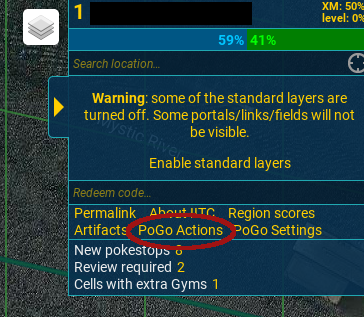 1
XM: 50%
level: 0%
59% 41%
Search location...
Warning: some of the standard layers are
turned off. Some portals/links/fields will not
be visible.
Mystic River
Enable standard layers
Redeem code...
Permalink About IITC Region scores
Artifacts PoGo Actions PoGo Settings
New pokestops 8
Review required 2
Cells with extra Gyms 1